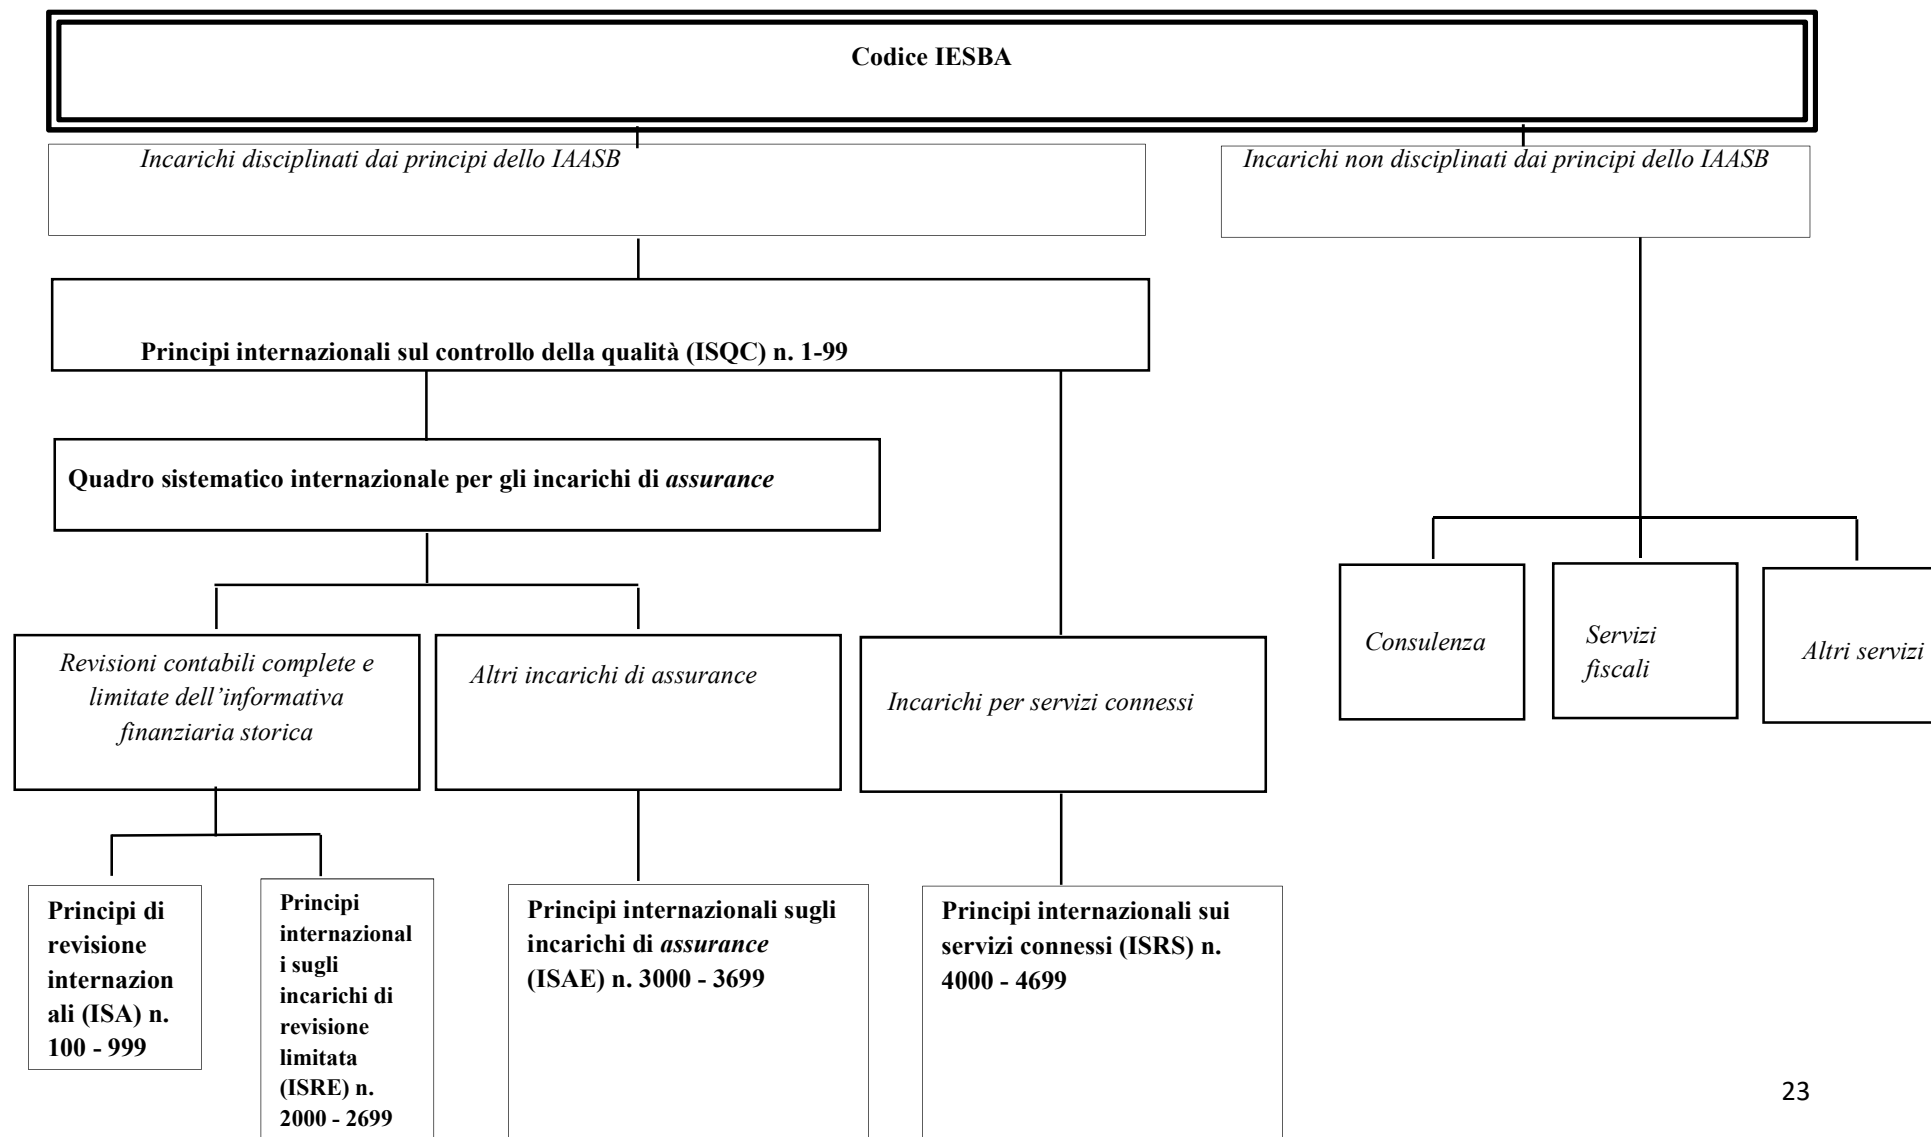 Codice IESBA
Incarichi disciplinati dai principi dello IAASB
Incarichi non disciplinati dai principi dello IAASB
Principi internazionali sul controllo della qualità (ISQC) n. 1-99
Quadro sistematico internazionale per gli incarichi di assurance
Revisioni contabili complete e
limitate dell’informativa
finanziaria storica
Altri incarichi di assurance
Incarichi per servizi connessi
Consulenza
Servizi
fiscali
Altri servizi
Principi di
revisione
internazion
ali (ISA) n.
100 - 999
Principi
internazional
i sugli
incarichi di
revisione
limitata
(ISRE) n.
2000 - 2699
Principi internazionali sugli
incarichi di assurance
(ISAE) n. 3000 - 3699
Principi internazionali sui
servizi connessi (ISRS) n.
4000 - 4699
23